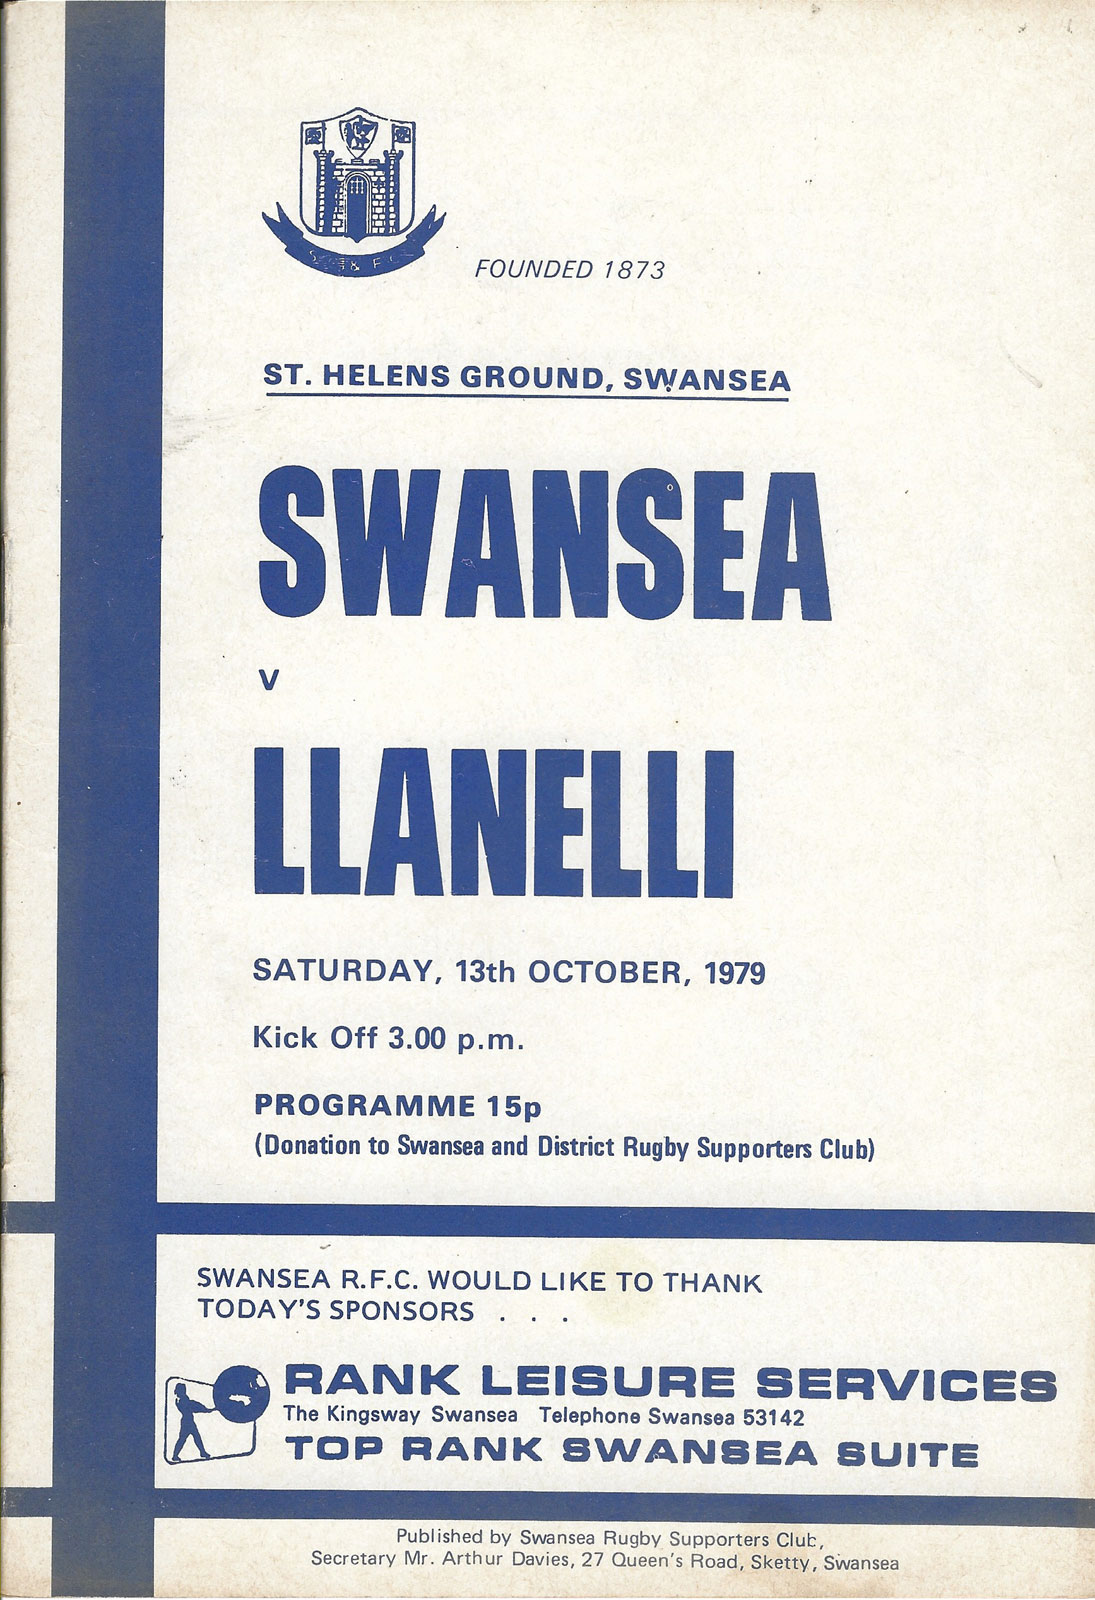 FOUNDED 1873
ST. HELENS GROUND, SWANSEA
SWANSEA
v
LLANELLI
SATURDAY, 13th OCTOBER, 1979
Kick Off 3.00 p.m.
PROGRAMME 15p
(Donation to Swansea and District Rugby Supporters Club)
SWANSEA R.F.C. WOULD LIKE TO THANK
TODAY'S SPONSORS . . .
RANK LEISURE SERVICES
The Kingsway Swansea Telephone Swansea 53142
TOP RANK SWANSEA SUITE
Published by Swansea Rugby Supporters Club,
Secretary Mr. Arthur Davies, 27 Queen's Road, Sketty, Swansea